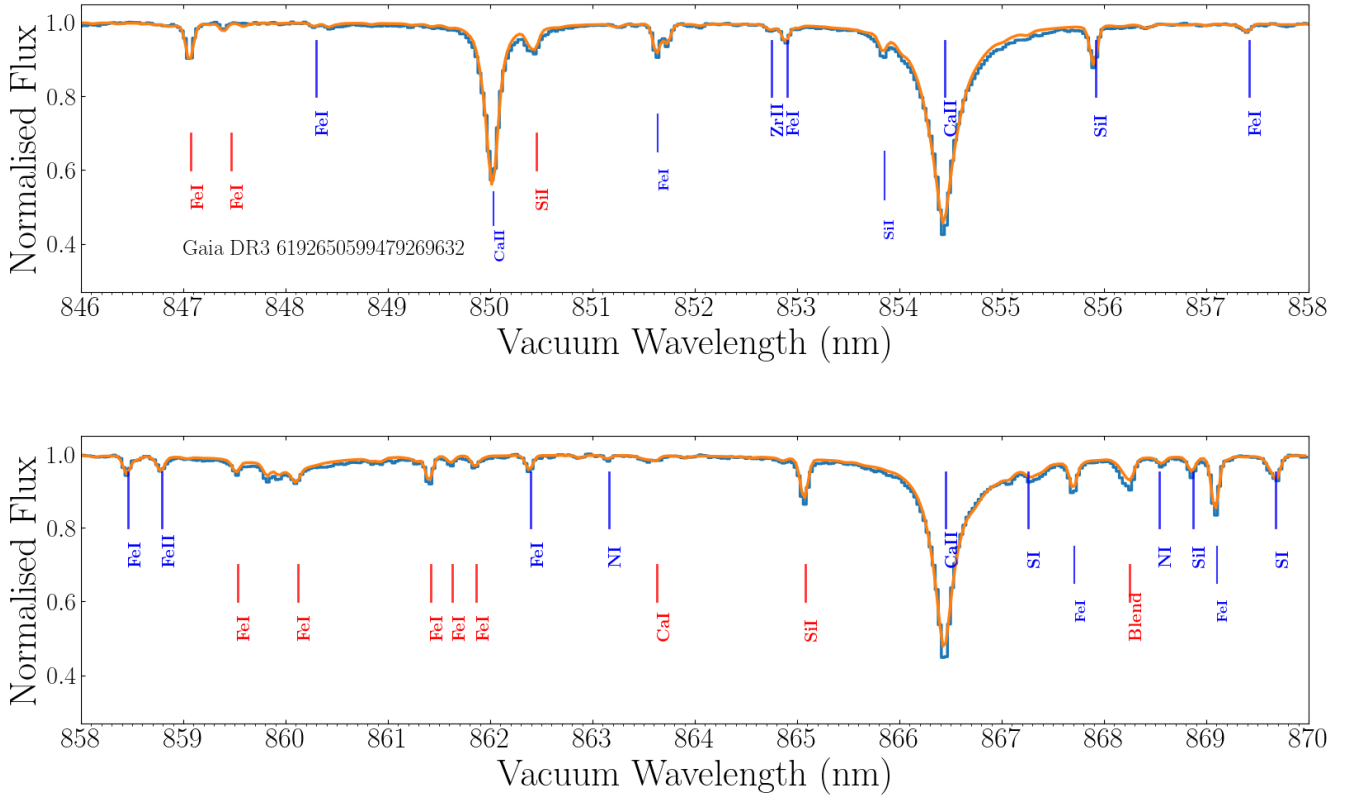 Normalised Flux
1.0
0.8
0.6
0.4
FeI
FeI
FeI
CaII
SiI
FeI
ZrII
FeI
SiI
CaII
SiI
FeI
Gaia DR3 6192650599479269632
846 847 848 849 850 851 852 853 854 855 856 857 858
Vacuum Wavelength (nm)
Normalised Flux
1.0
0.8
0.6
0.4
FeI
FeII
FeI
FeI
FeI
FeI
FeI
FeI
NI
CaI
SiI
CaII
SI
FeI
Blend
NI
SiI
FeI
SI
858 859 860 861 862 863 864 865 866 867 868 869 870
Vacuum Wavelength (nm)